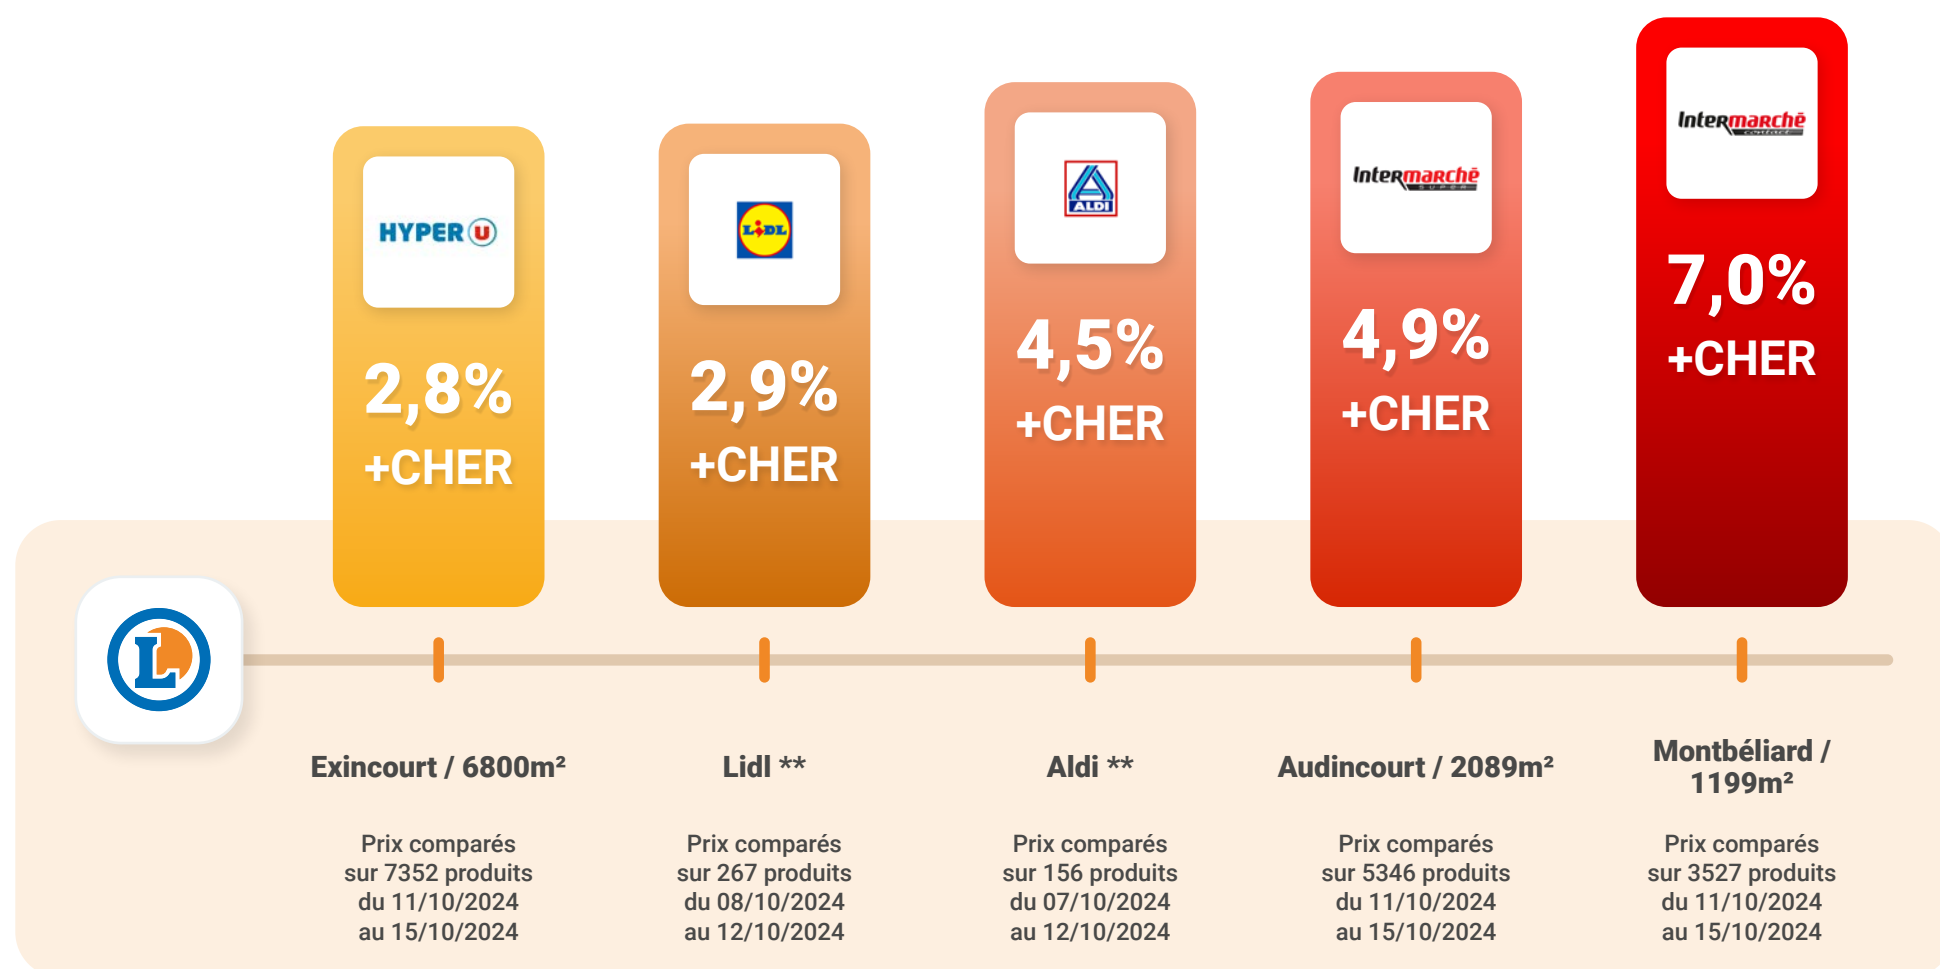 HYPER U
2,8%
+CHER
LIDL
2,9%
+CHER
ALDI
4,5%
+CHER
Intermarchē
SUPER
4,9%
+CHER
Intermarchē
contact
7,0%
+CHER
L
Exincourt / 6800m²
Prix comparés
sur 7352 produits
du 11/10/2024
au 15/10/2024
Lidl **
Prix comparés
sur 267 produits
du 08/10/2024
au 12/10/2024
Aldi **
Prix comparés
sur 156 produits
du 07/10/2024
au 12/10/2024
Audincourt / 2089m²
Prix comparés
sur 5346 produits
du 11/10/2024
au 15/10/2024
Montbéliard /
1199m²
Prix comparés
sur 3527 produits
du 11/10/2024
au 15/10/2024